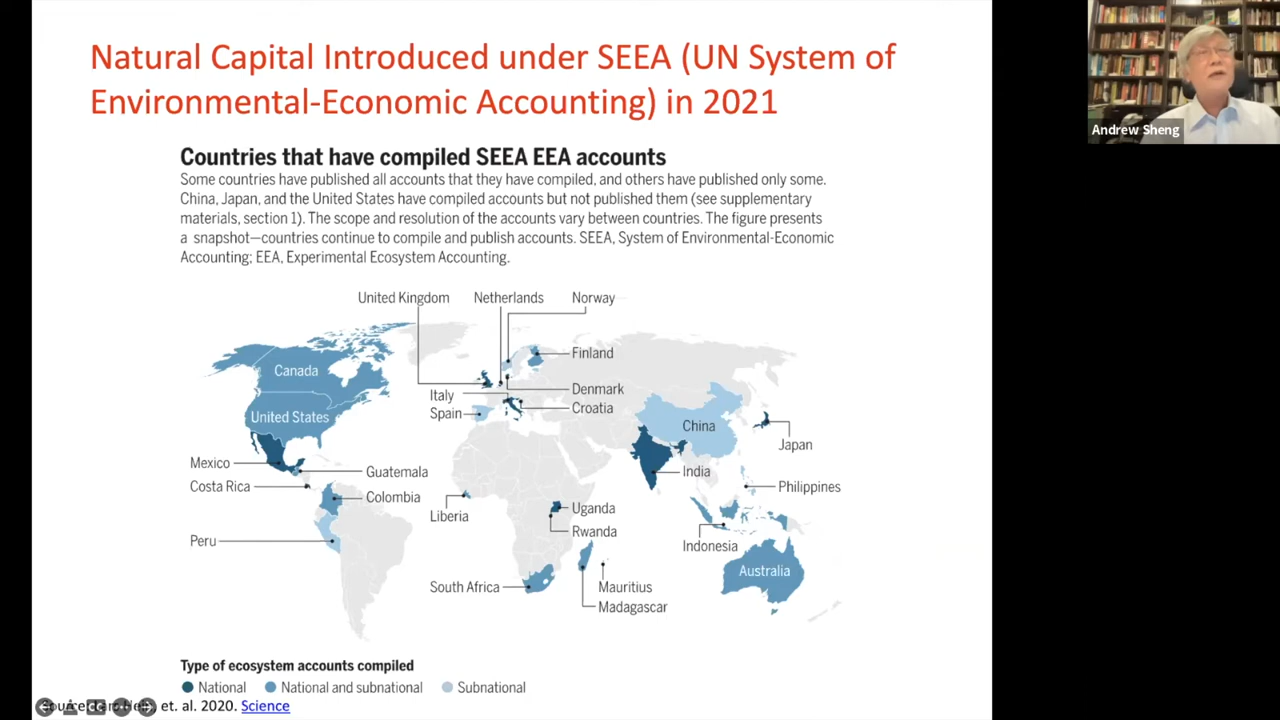 Natural Capital Introduced under SEEA (UN System of
Environmental-Economic Accounting) in 2021
Andrew Sheng
Countries that have compiled SEEA EEA accounts
Some countries have published all accounts that they have compiled, and others have published only some.
China, Japan, and the United States have compiled accounts but not published them (see supplementary
materials, section 1). The scope and resolution of the accounts vary between countries. The figure presents
a snapshot—countries continue to compile and publish accounts. SEEA, System of Environmental-Economic
Accounting; EEA, Experimental Ecosystem Accounting.
United Kingdom
Netherlands
Norway
Finland
Canada
Denmark
Italy
Croatia
Spain
United States
China
Japan
Mexico
Guatemala
India
Costa Rica
Colombia
Philippines
Liberia
Uganda
Rwanda
Peru
Indonesia
Australia
South Africa
Mauritius
Madagascar
Type of ecosystem accounts compiled
National
National and subnational
Subnational
et. al. 2020. Science